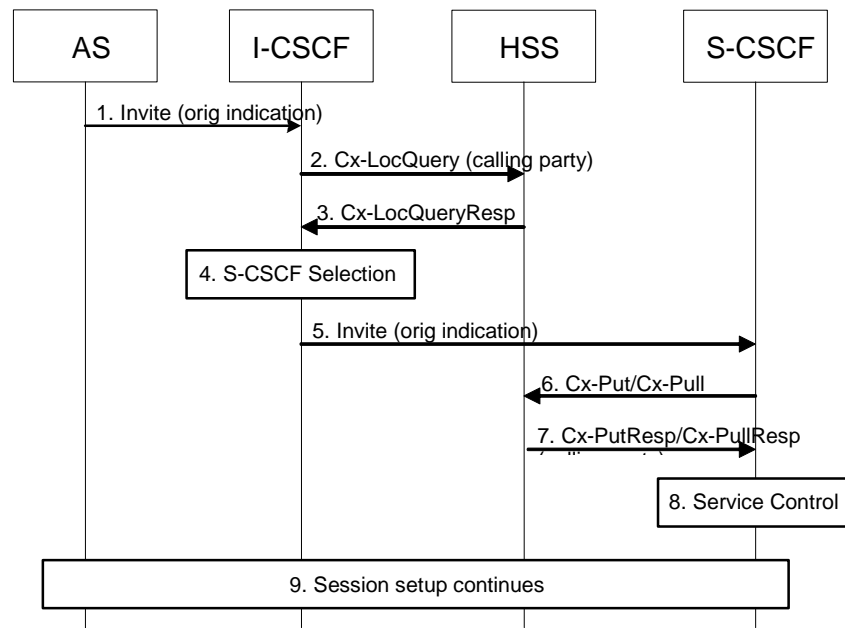 AS
I-CSCF
HSS
S-CSCF
1. Invite (orig indication)
2. Cx-LocQuery (calling party)
3. Cx-LocQueryResp
4. S-CSCF Selection
5. Invite (orig indication)
6. Cx-Put/Cx-Pull
7. Cx-PutResp/Cx-PullResp
8. Service Control
9. Session setup continues